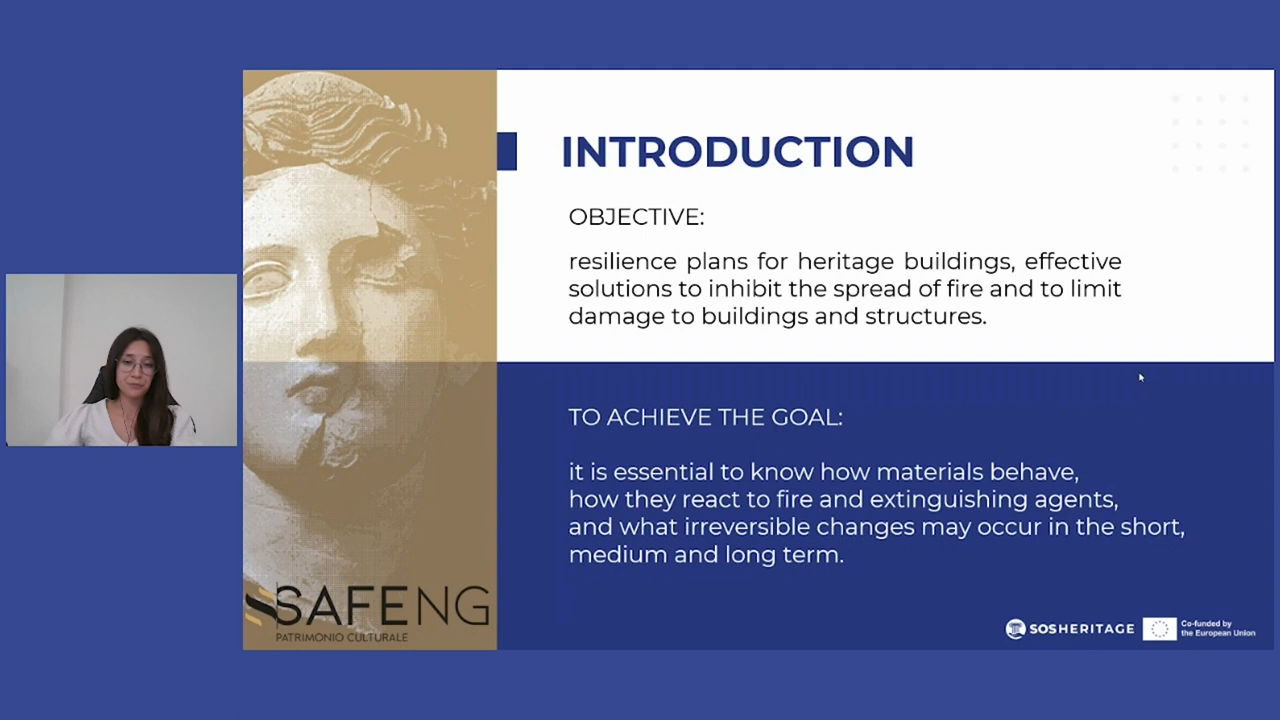 INTRODUCTION
OBJECTIVE:
resilience plans for heritage buildings, effective
solutions to inhibit the spread of fire and to limit
damage to buildings and structures.
TO ACHIEVE THE GOAL:
it is essential to know how materials behave,
how they react to fire and extinguishing agents,
and what irreversible changes may occur in the short,
medium and long term.
SAFENG
PATRIMONIO CULTURALE
SOSHERITAGE
Co-funded by
the European Union